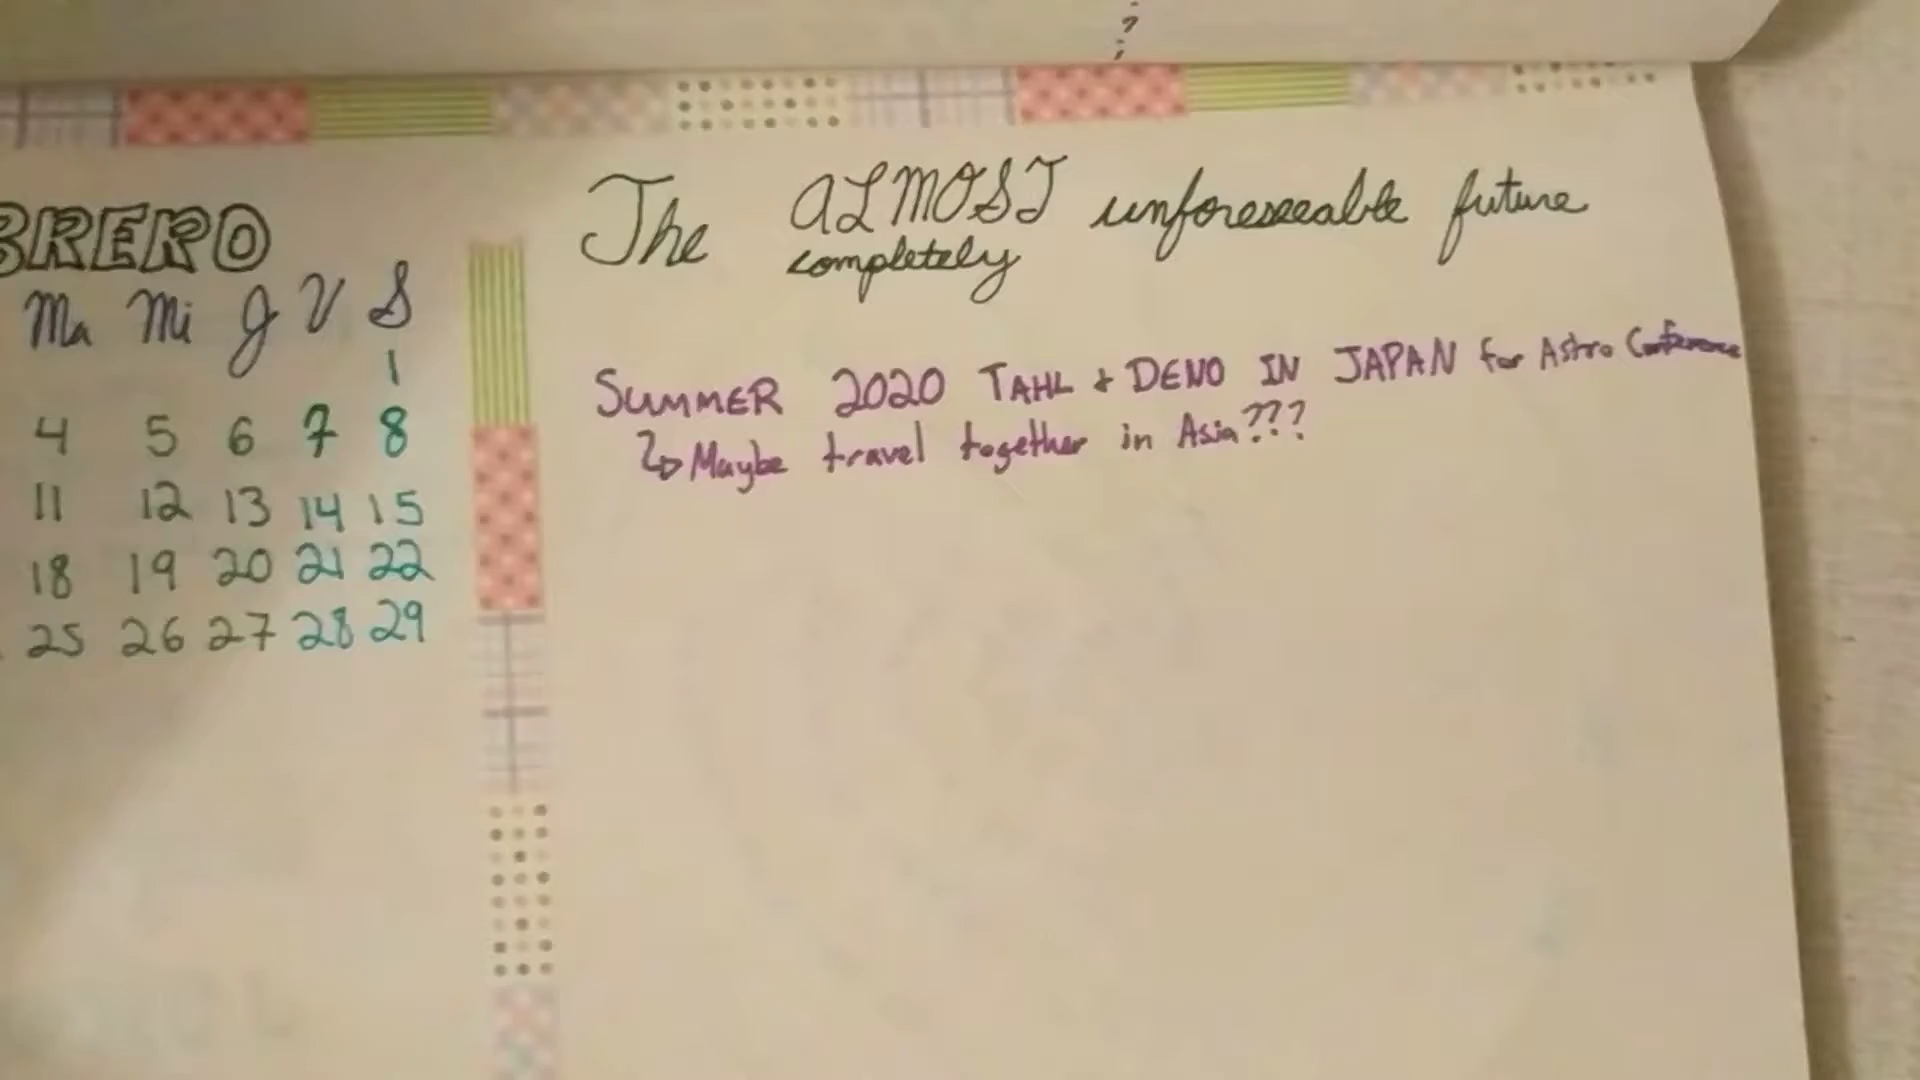 ?
;
BRERO
Ma Mi J V S
1
4 5 6 7 8
11 12 13 14 15
18 19 20 21 22
25 26 27 28 29
The ALMOST unforeseeable future
completely
SUMMER 2020 TAHL & DENO IN JAPAN for Astro Conference
↳ Maybe travel together in Asia???